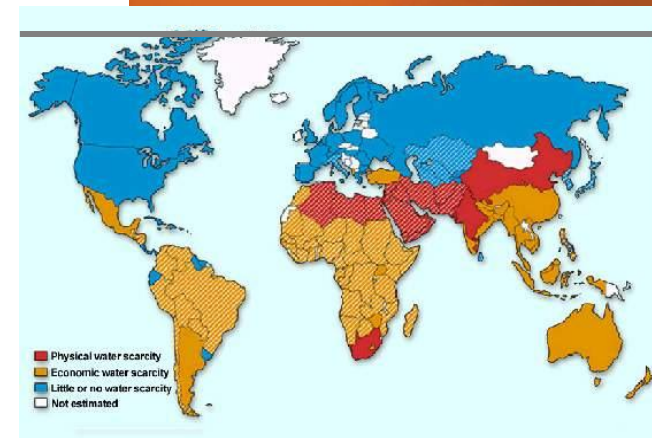 Physical water scarcity
Economic water scarcity
Little or no water scarcity
Not estimated